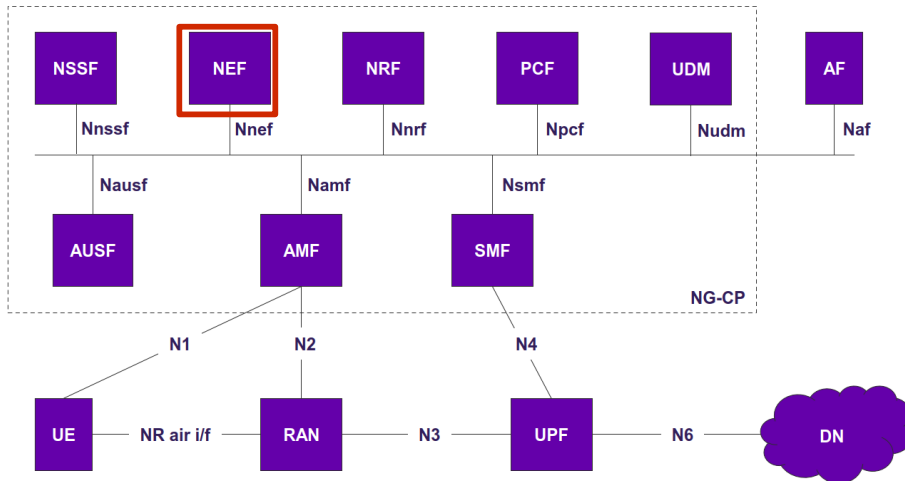 NSSF
NEF
NRF
PCF
UDM
AF
Nnssf
Nnef
Nnrf
Npcf
Nudm
Naf
Nausf
Namf
Nsmf
AUSF
AMF
SMF
NG-CP
N1
N2
N4
UE
NR air i/f
RAN
N3
UPF
N6
DN